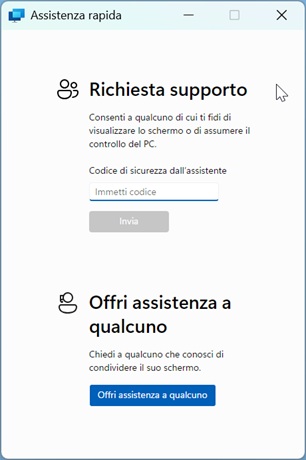 Assistenza rapida
Richiesta supporto
Consenti a qualcuno di cui ti fidi di
visualizzare lo schermo o di assumere il
controllo del PC.
Codice di sicurezza dall'assistente
Immetti codice
Invia
Offri assistenza a
qualcuno
Chiedi a qualcuno che conosci di
condividere il suo schermo.
Offri assistenza a qualcuno